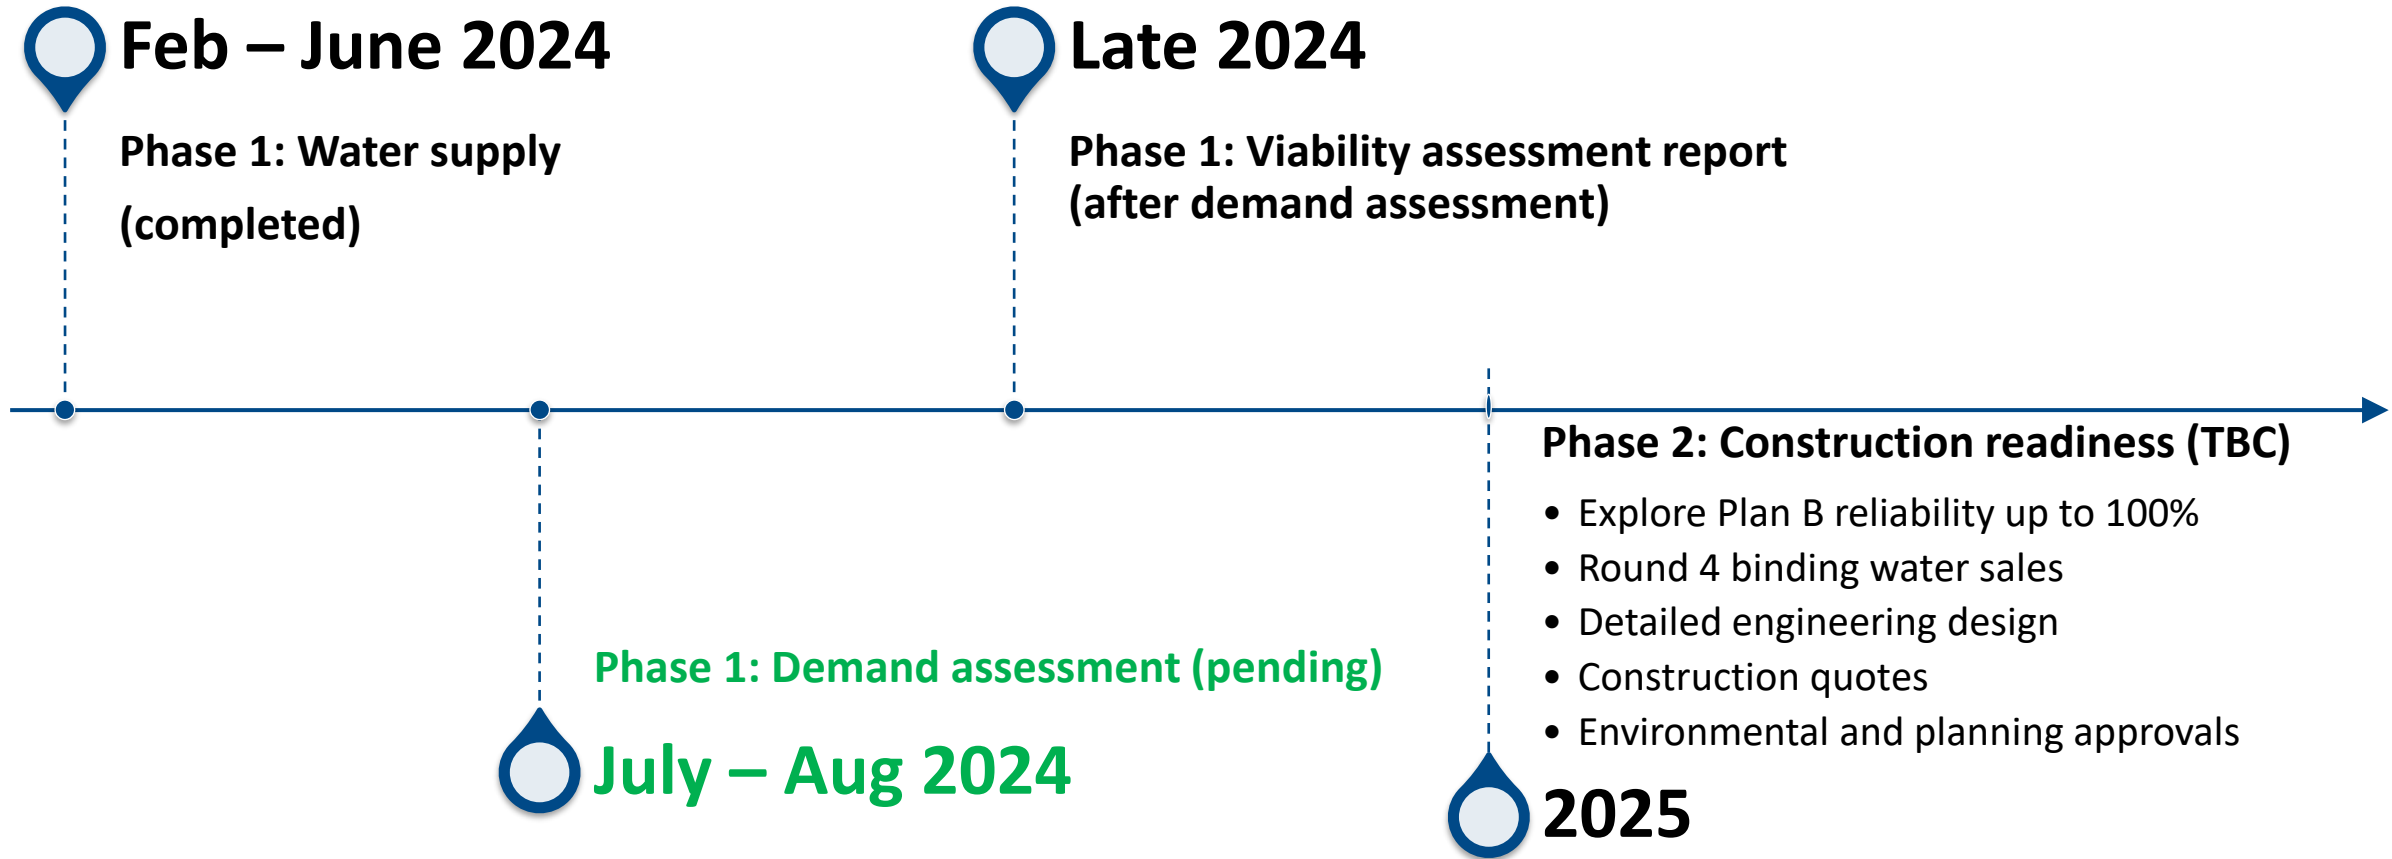 Feb – June 2024
Phase 1: Water supply
(completed)
Phase 1: Demand assessment (pending)
July – Aug 2024
Late 2024
Phase 1: Viability assessment report
(after demand assessment)
Phase 2: Construction readiness (TBC)
• Explore Plan B reliability up to 100%
• Round 4 binding water sales
• Detailed engineering design
• Construction quotes
• Environmental and planning approvals
2025